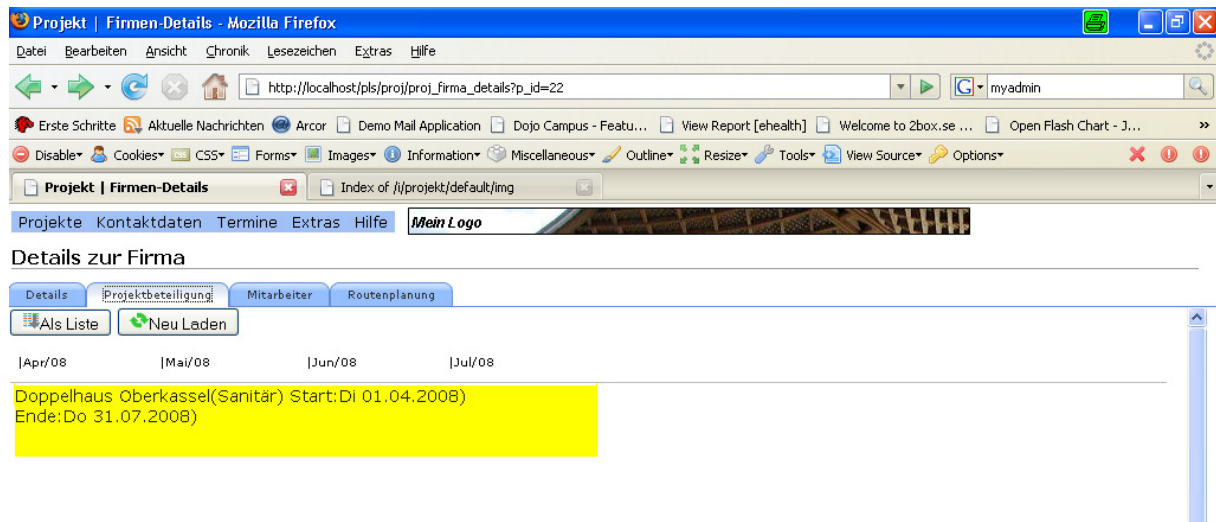 Projekt | Firmen-Details - Mozilla Firefox
Datei Bearbeiten Ansicht Chronik Lesezeichen Extras Hilfe
http://localhost/pls/proj/proj_firma_details?p_id=22 G myadmin
Erste Schritte Aktuelle Nachrichten Arcor Demo Mail Application Dojo Campus - Featu... View Report [ehealth] Welcome to 2box.se ... Open Flash Chart - J... »
Disable Cookies CSS Forms Images Information Miscellaneous Outline Resize Tools View Source Options
Projekt | Firmen-Details Index of /i/projekt/default/img
Projekte Kontaktdaten Termine Extras Hilfe Mein Logo
Details zur Firma
Details Projektbeteiligung Mitarbeiter Routenplanung
Als Liste Neu Laden
|Apr/08 |Mai/08 |Jun/08 |Jul/08
Doppelhaus Oberkassel(Sanitär) Start:Di 01.04.2008)
Ende:Do 31.07.2008)